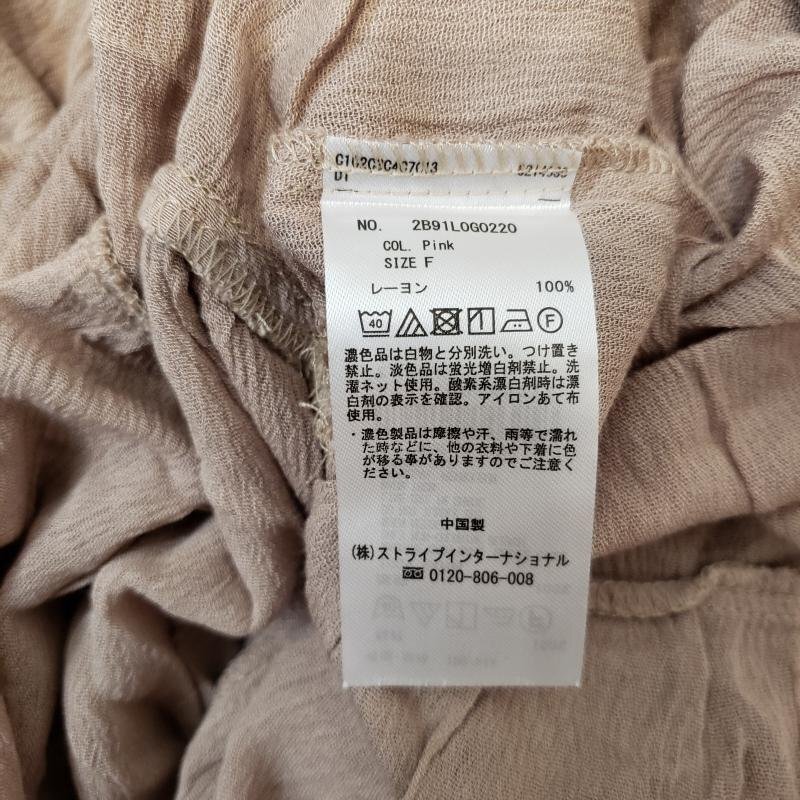 NO. 2B91L0G0220
COL. Pink
SIZE F
レーヨン 100%
40 F
濃色品は白物と分別洗い。つけ置き
禁止。淡色品は蛍光増白剤禁止。洗
濯ネット使用。酸素系漂白剤時は漂
白剤の表示を確認。アイロンあて布
使用。
・濃色製品は摩擦や汗、雨等で濡れ
た時などに、他の衣料や下着に色
が移る事がありますのでご注意く
ださい。
中国製
(株)ストライプインターナショナル
0120-806-008